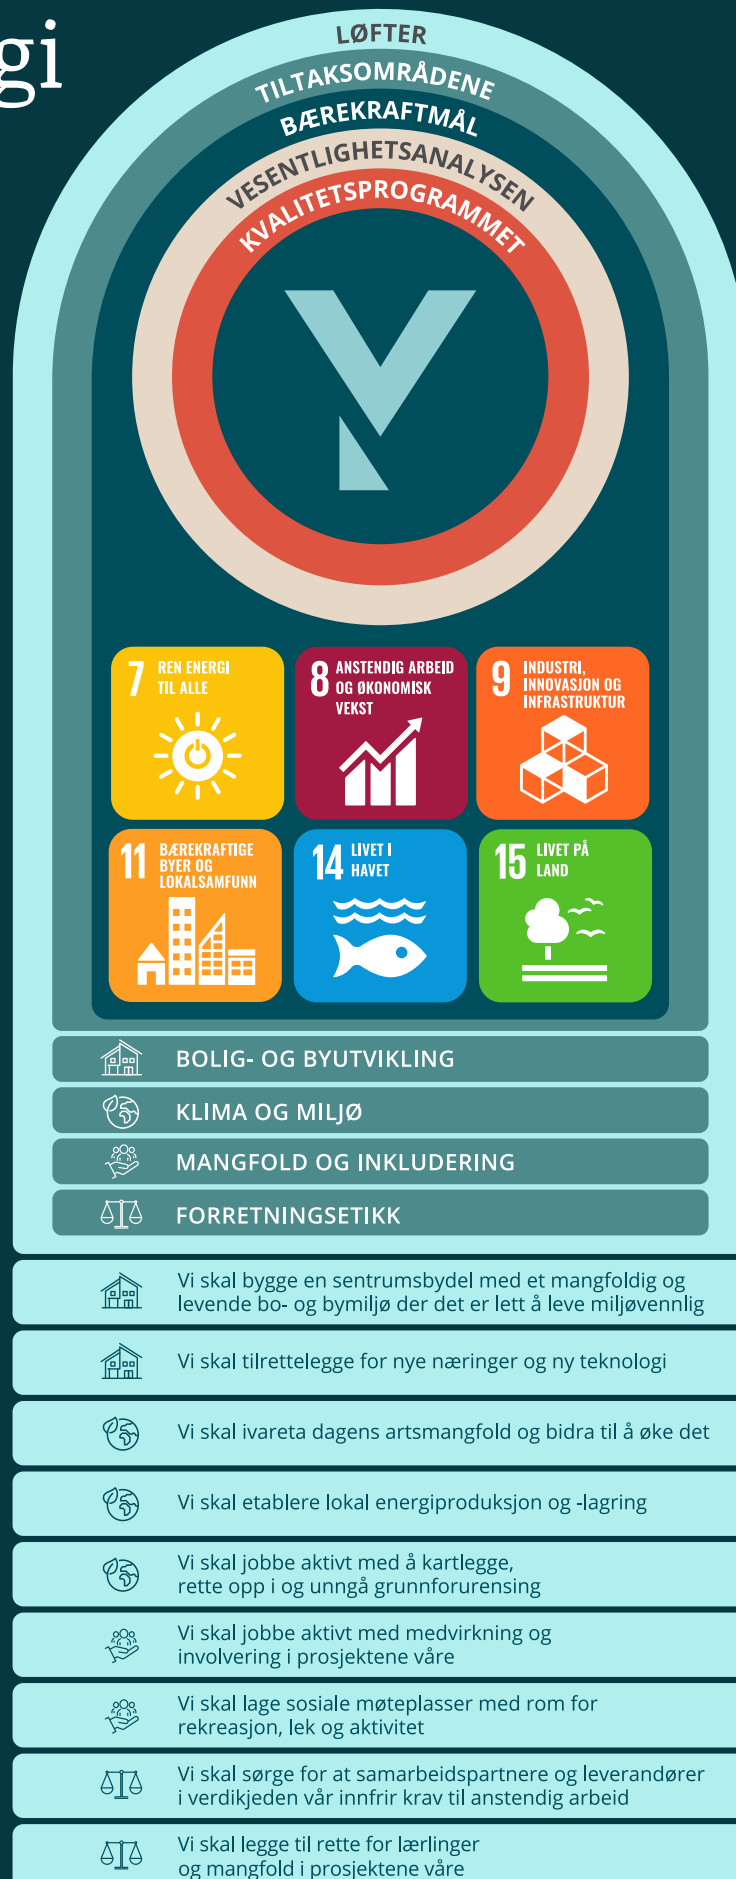 gi
LØFTER
TILTAKSOMRÅDENE
BÆREKRAFTMÅL
VESENTLIGHETSANALYSEN
KVALITETSPROGRAMMET
7 REN ENERGI
TIL ALLE
8 ANSTENDIG ARBEID
OG ØKONOMISK
VEKST
9 INDUSTRI,
INNOVASJON OG
INFRASTRUKTUR
11 BÆREKRAFTIGE
BYER OG
LOKALSAMFUNN
14 LIVET I
HAVET
15 LIVET PÅ
LAND
BOLIG- OG BYUTVIKLING
KLIMA OG MILJØ
MANGFOLD OG INKLUDERING
FORRETNINGSETIKK
Vi skal bygge en sentrumsbydel med et mangfoldig og
levende bo- og bymiljø der det er lett å leve miljøvennlig
Vi skal tilrettelegge for nye næringer og ny teknologi
Vi skal ivareta dagens artsmangfold og bidra til å øke det
Vi skal etablere lokal energiproduksjon og -lagring
Vi skal jobbe aktivt med å kartlegge,
rette opp i og unngå grunnforurensing
Vi skal jobbe aktivt med medvirkning og
involvering i prosjektene våre
Vi skal lage sosiale møteplasser med rom for
rekreasjon, lek og aktivitet
Vi skal sørge for at samarbeidspartnere og leverandører
i verdikjeden vår innfrir krav til anstendig arbeid
Vi skal legge til rette for lærlinger
og mangfold i prosjektene våre